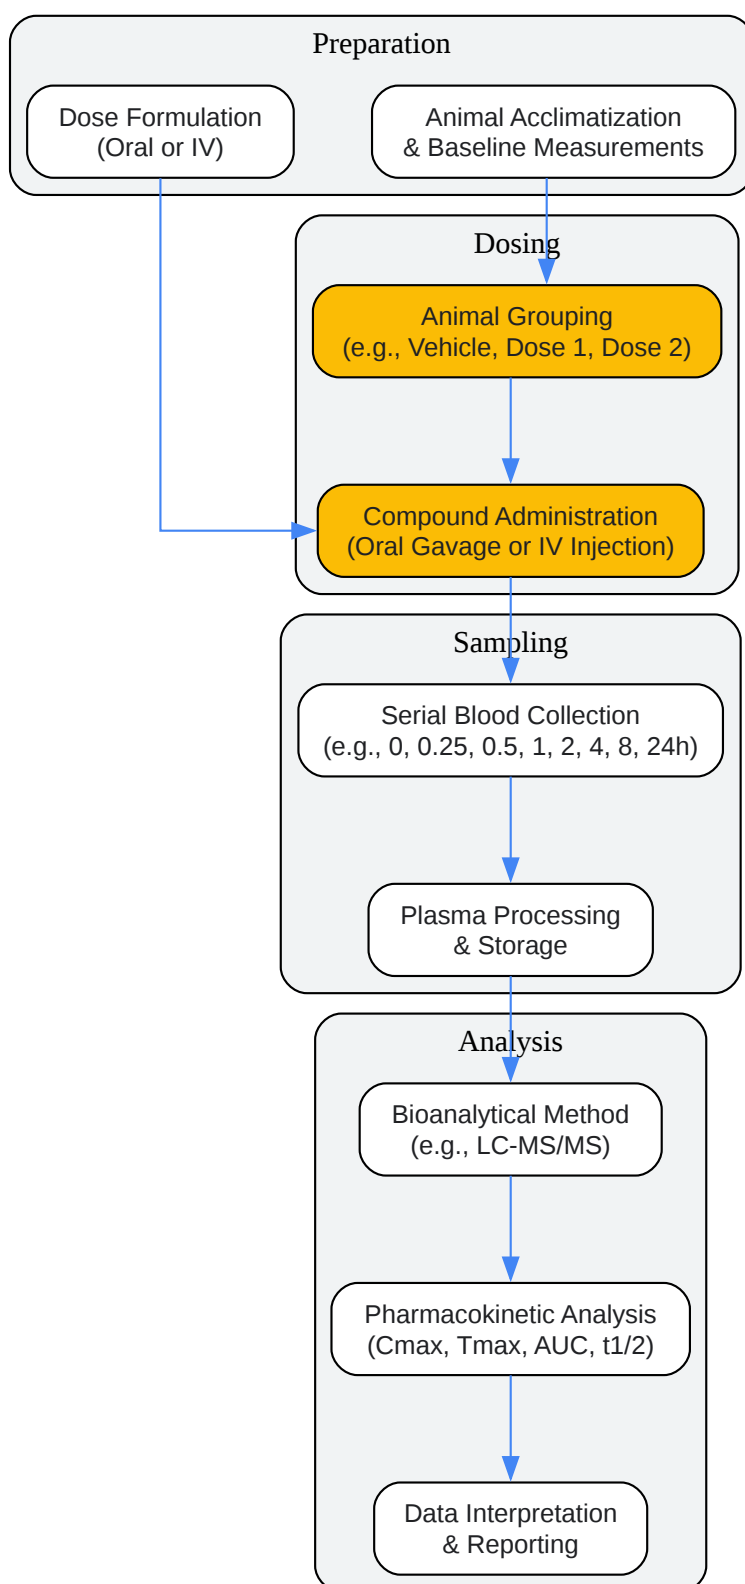 Preparation
Dose Formulation
(Oral or IV)
Animal Acclimatization
& Baseline Measurements
Dosing
Animal Grouping
(e.g., Vehicle, Dose 1, Dose 2)
Compound Administration
(Oral Gavage or IV Injection)
Sampling
Serial Blood Collection
(e.g., 0, 0.25, 0.5, 1, 2, 4, 8, 24h)
Plasma Processing
& Storage
Analysis
Bioanalytical Method
(e.g., LC-MS/MS)
Pharmacokinetic Analysis
(Cmax, Tmax, AUC, t1/2)
Data Interpretation
& Reporting